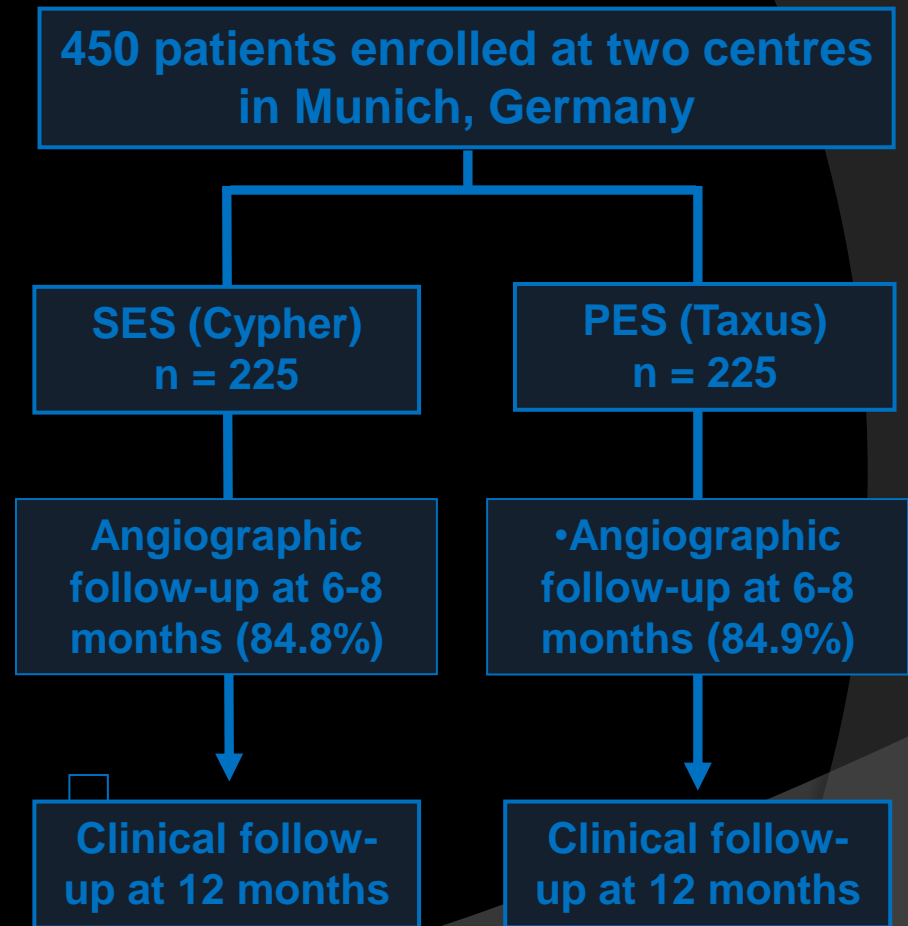 450 patients enrolled at two centres
in Munich, Germany
SES (Cypher)
n = 225
PES (Taxus)
n = 225
Angiographic
follow-up at 6-8
months (84.8%)
•Angiographic
follow-up at 6-8
months (84.9%)
Clinical follow-
up at 12 months
Clinical follow-
up at 12 months